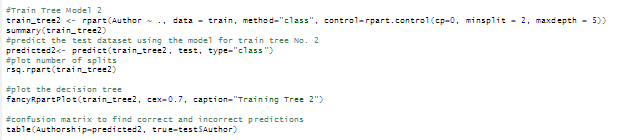 #Train Tree Model 2
train_tree2 <- rpart(Author ~ ., data = train, method="class", control=rpart.control(cp=0, minsplit = 2, maxdepth = 5))
summary(train_tree2)
#predict the test dataset using the model for train tree No. 2
predicted2<- predict(train_tree2, test, type="class")
#plot number of splits
rsq.rpart(train_tree2)
#plot the decision tree
fancyRpartPlot(train_tree2, cex=0.7, caption="Training Tree 2")
#confusion matrix to find correct and incorrect predictions
table(Authorship=predicted2, true=test$Author)